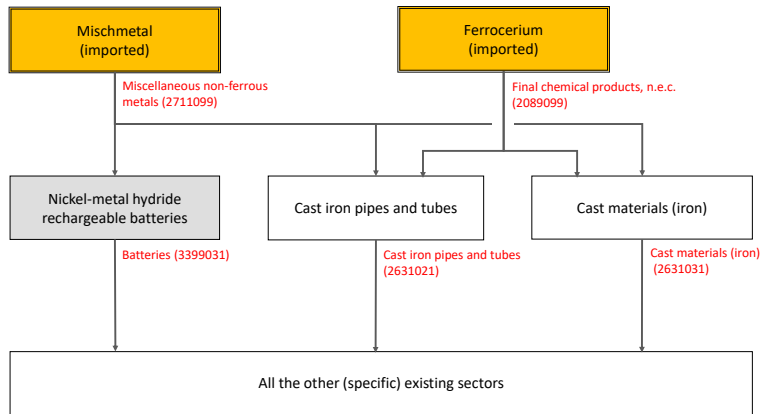 Mischmetal
(imported)
Ferrocerium
(imported)
Miscellaneous non-ferrous
metals (2711099)
Final chemical products, n.e.c.
(2089099)
Nickel-metal hydride
rechargeable batteries
Cast iron pipes and tubes
Cast materials (iron)
Batteries (3399031)
Cast iron pipes and tubes
(2631021)
Cast materials (iron)
(2631031)
All the other (specific) existing sectors